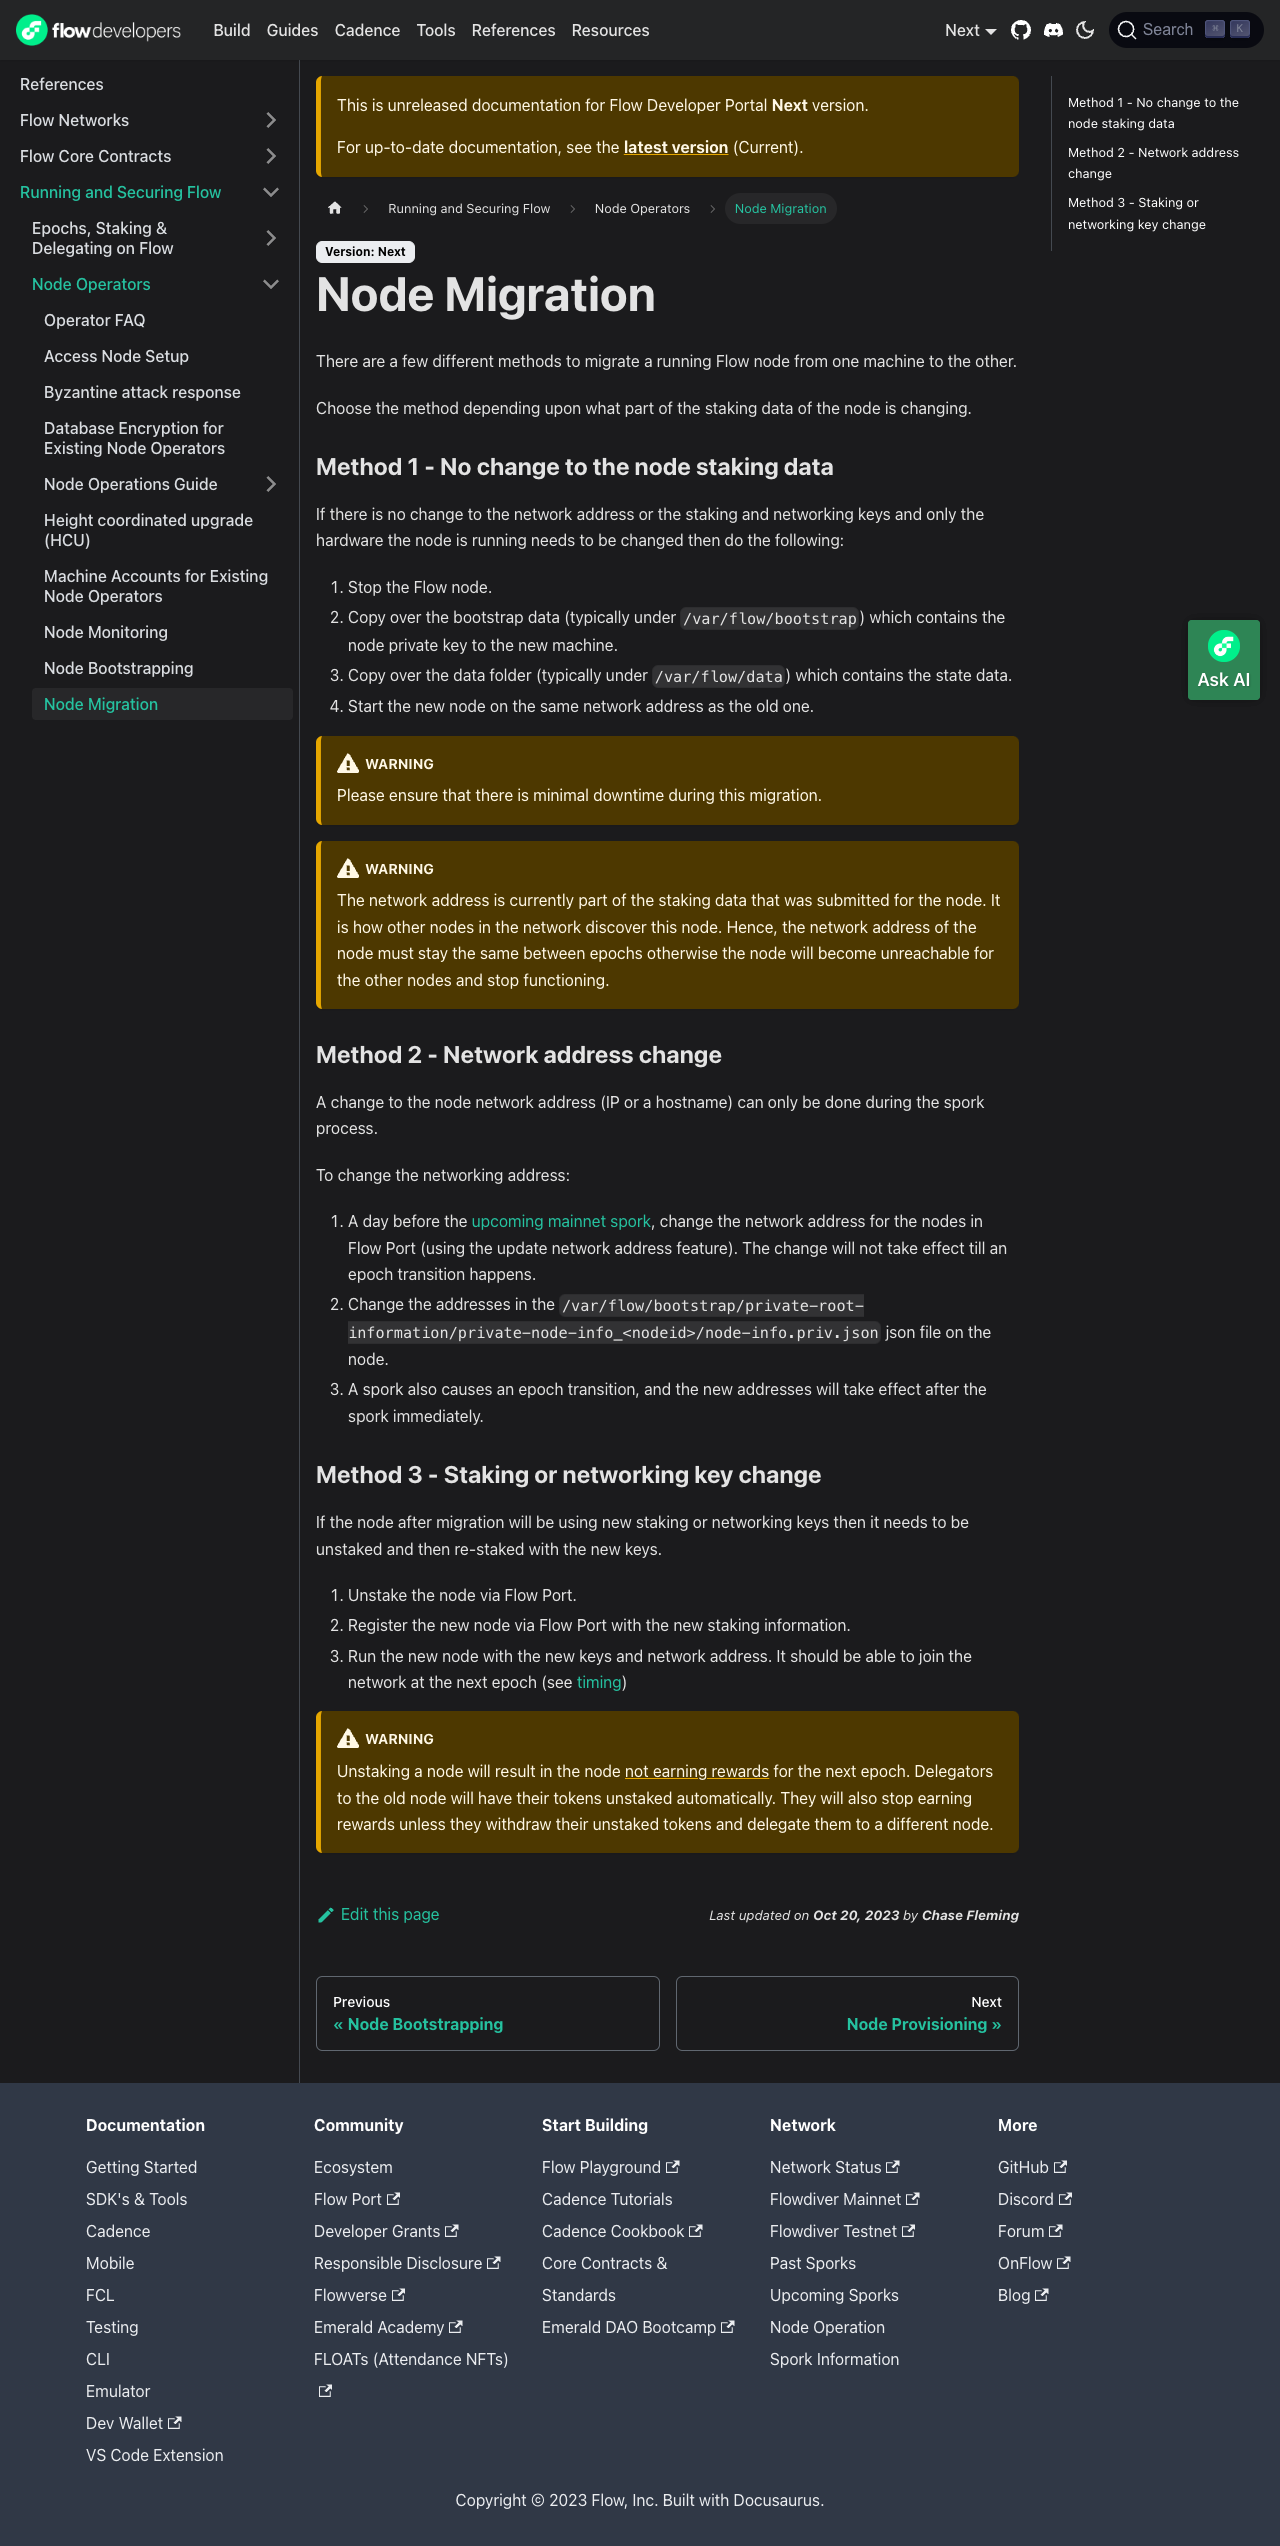 flowdevelopers
Build Guides Cadence Tools References Resources
Next
Search ⌘ K
References
Flow Networks
Flow Core Contracts
Running and Securing Flow
Epochs, Staking &
Delegating on Flow
Node Operators
Operator FAQ
Access Node Setup
Byzantine attack response
Database Encryption for
Existing Node Operators
Node Operations Guide
Height coordinated upgrade
(HCU)
Machine Accounts for Existing
Node Operators
Node Monitoring
Node Bootstrapping
Node Migration
This is unreleased documentation for Flow Developer Portal Next version.
For up-to-date documentation, see the latest version (Current).
Running and Securing Flow Node Operators Node Migration
Version: Next
Node Migration
There are a few different methods to migrate a running Flow node from one machine to the other.
Choose the method depending upon what part of the staking data of the node is changing.
Method 1 - No change to the node staking data
If there is no change to the network address or the staking and networking keys and only the
hardware the node is running needs to be changed then do the following:
1. Stop the Flow node.
2. Copy over the bootstrap data (typically under /var/flow/bootstrap) which contains the
node private key to the new machine.
3. Copy over the data folder (typically under /var/flow/data) which contains the state data.
4. Start the new node on the same network address as the old one.
WARNING
Please ensure that there is minimal downtime during this migration.
WARNING
The network address is currently part of the staking data that was submitted for the node. It
is how other nodes in the network discover this node. Hence, the network address of the
node must stay the same between epochs otherwise the node will become unreachable for
the other nodes and stop functioning.
Method 2 - Network address change
A change to the node network address (IP or a hostname) can only be done during the spork
process.
To change the networking address:
1. A day before the upcoming mainnet spork, change the network address for the nodes in
Flow Port (using the update network address feature). The change will not take effect till an
epoch transition happens.
2. Change the addresses in the /var/flow/bootstrap/private-root-
information/private-node-info_<nodeid>/node-info.priv.json json file on the
node.
3. A spork also causes an epoch transition, and the new addresses will take effect after the
spork immediately.
Method 3 - Staking or networking key change
If the node after migration will be using new staking or networking keys then it needs to be
unstaked and then re-staked with the new keys.
1. Unstake the node via Flow Port.
2. Register the new node via Flow Port with the new staking information.
3. Run the new node with the new keys and network address. It should be able to join the
network at the next epoch (see timing)
WARNING
Unstaking a node will result in the node not earning rewards for the next epoch. Delegators
to the old node will have their tokens unstaked automatically. They will also stop earning
rewards unless they withdraw their unstaked tokens and delegate them to a different node.
Edit this page
Last updated on Oct 20, 2023 by Chase Fleming
Previous
« Node Bootstrapping
Next
Node Provisioning »
Method 1 - No change to the
node staking data
Method 2 - Network address
change
Method 3 - Staking or
networking key change
Ask AI
Documentation
Getting Started
SDK's & Tools
Cadence
Mobile
FCL
Testing
CLI
Emulator
Dev Wallet
VS Code Extension
Community
Ecosystem
Flow Port
Developer Grants
Responsible Disclosure
Flowverse
Emerald Academy
FLOATs (Attendance NFTs)
Start Building
Flow Playground
Cadence Tutorials
Cadence Cookbook
Core Contracts &
Standards
Emerald DAO Bootcamp
Network
Network Status
Flowdiver Mainnet
Flowdiver Testnet
Past Sporks
Upcoming Sporks
Node Operation
Spork Information
More
GitHub
Discord
Forum
OnFlow
Blog
Copyright © 2023 Flow, Inc. Built with Docusaurus.